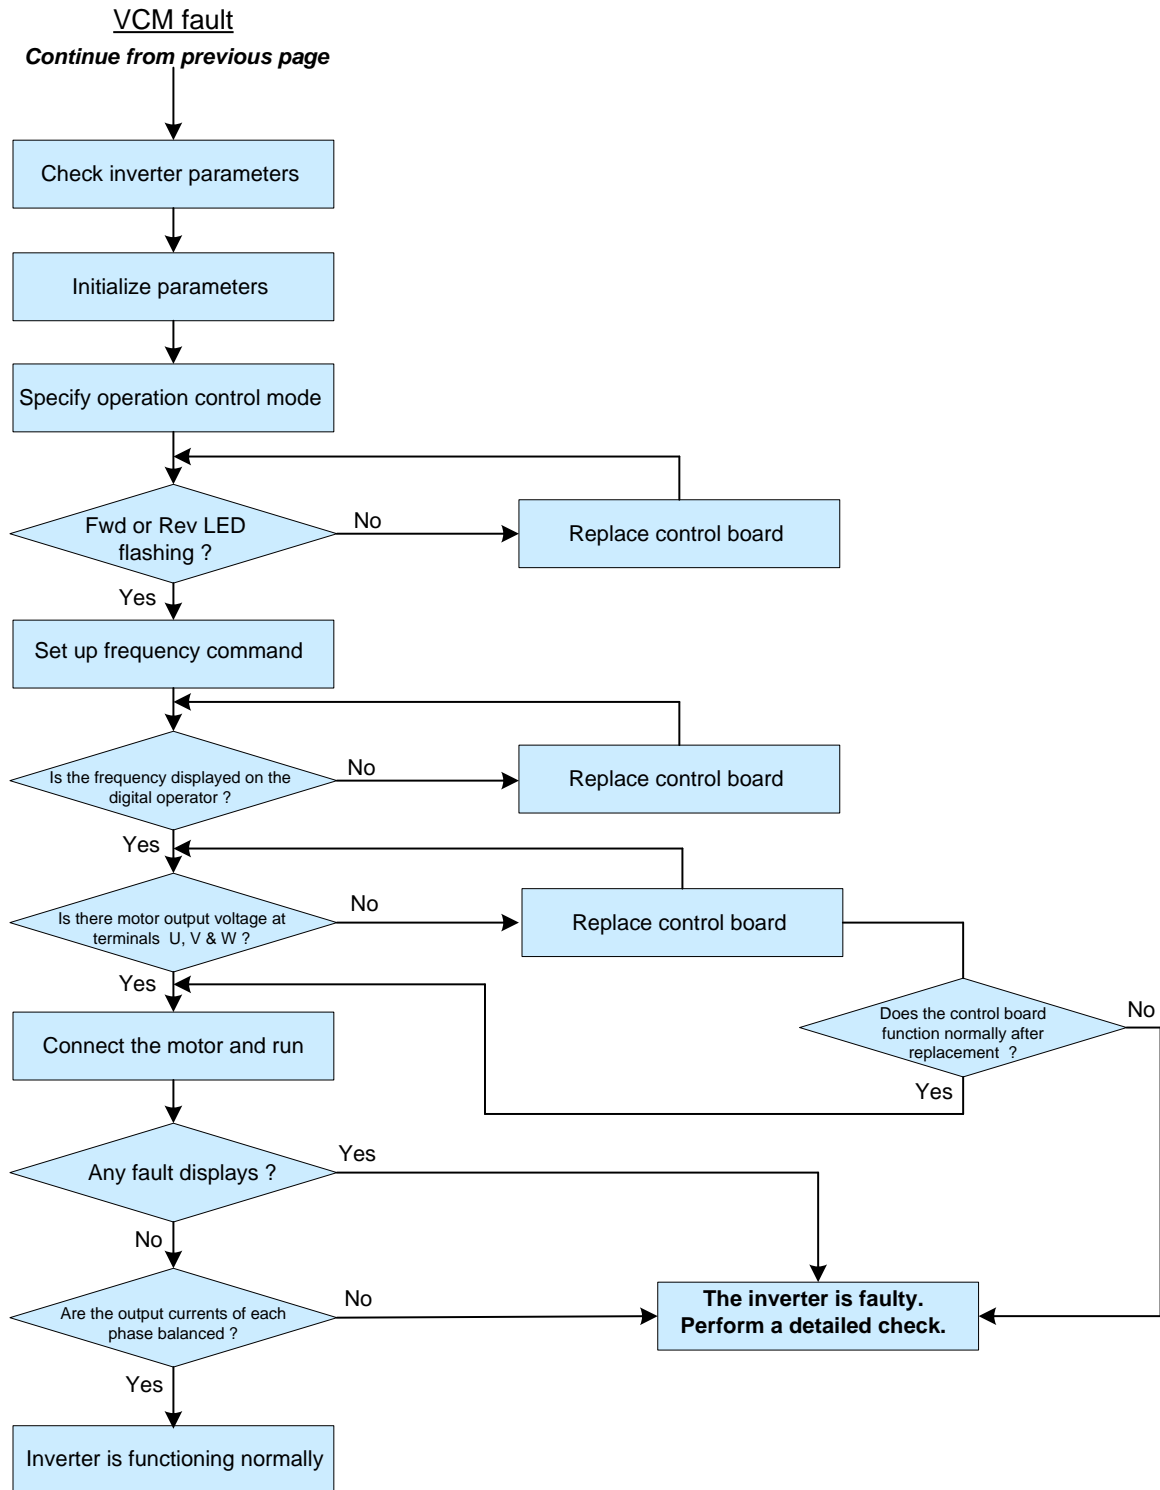 VCM fault
Continue from previous page
Check inverter parameters
Initialize parameters
Specify operation control mode
Fwd or Rev LED
flashing ?
No
Replace control board
Yes
Set up frequency command
Is the frequency displayed on the
digital operator ?
No
Replace control board
Yes
Is there motor output voltage at
terminals U, V & W ?
No
Replace control board
Yes
Does the control board
function normally after
replacement ?
No
Yes
Connect the motor and run
Any fault displays ?
Yes
No
Are the output currents of each
phase balanced ?
No
The inverter is faulty.
Perform a detailed check.
Yes
Inverter is functioning normally